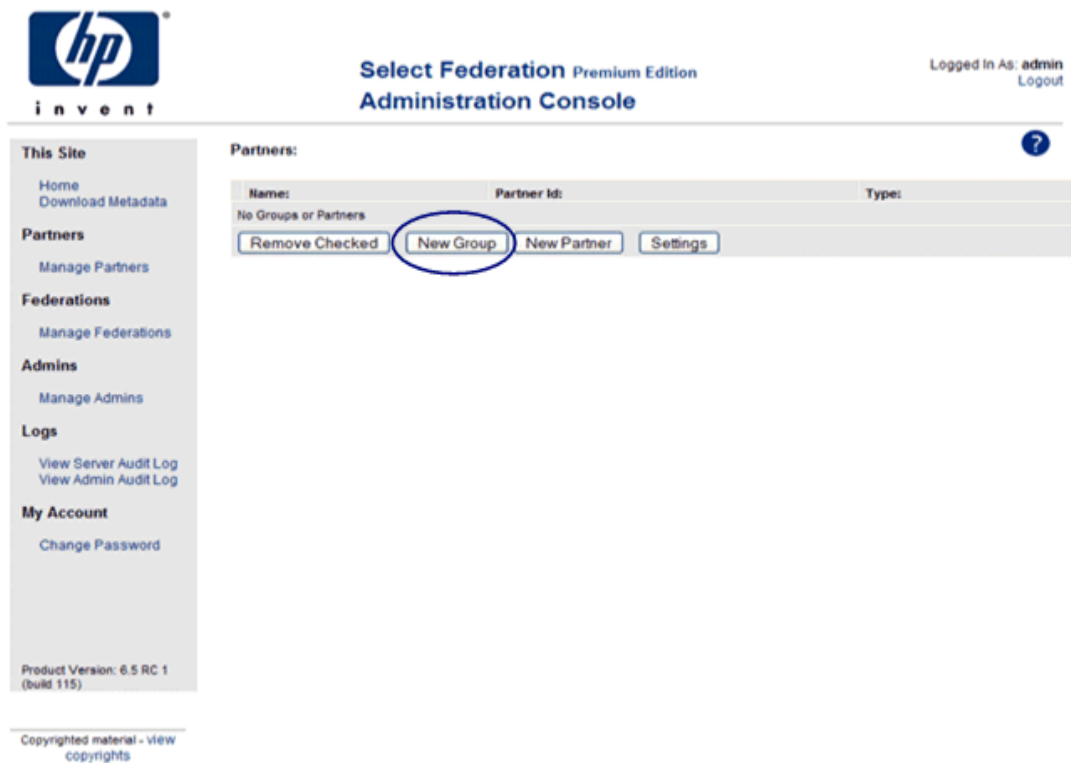 hp
invent
Select Federation Premium Edition
Administration Console
Logged In As: admin
Logout
This Site
Home
Download Metadata
Partners
Manage Partners
Federations
Manage Federations
Admins
Manage Admins
Logs
View Server Audit Log
View Admin Audit Log
My Account
Change Password
Product Version: 6.5 RC 1
(build 115)
Copyrighted material - view
copyrights
Partners:
?
Name: Partner Id: Type:
No Groups or Partners
Remove Checked New Group New Partner Settings